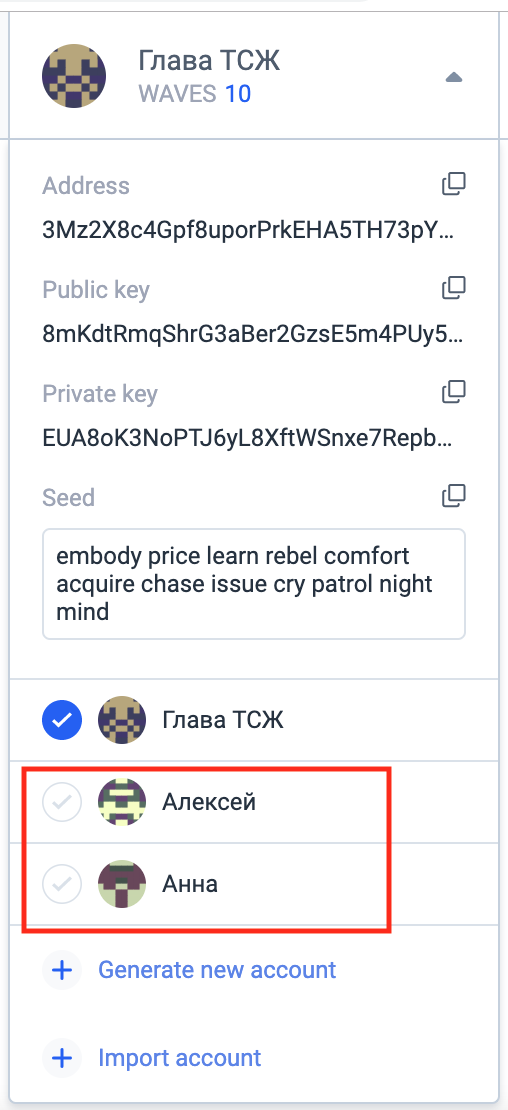 Глава ТСЖ
WAVES 10
Address
3Mz2X8c4Gpf8uporPrkEHA5TH73pY...
Public key
8mKdtRmqShrG3aBer2GzsE5m4PUy5...
Private key
EUA8oK3NoPTJ6yL8XftWSnxe7Repb...
Seed
embody price learn rebel comfort
acquire chase issue cry patrol night
mind
Глава ТСЖ
Алексей
Анна
Generate new account
Import account